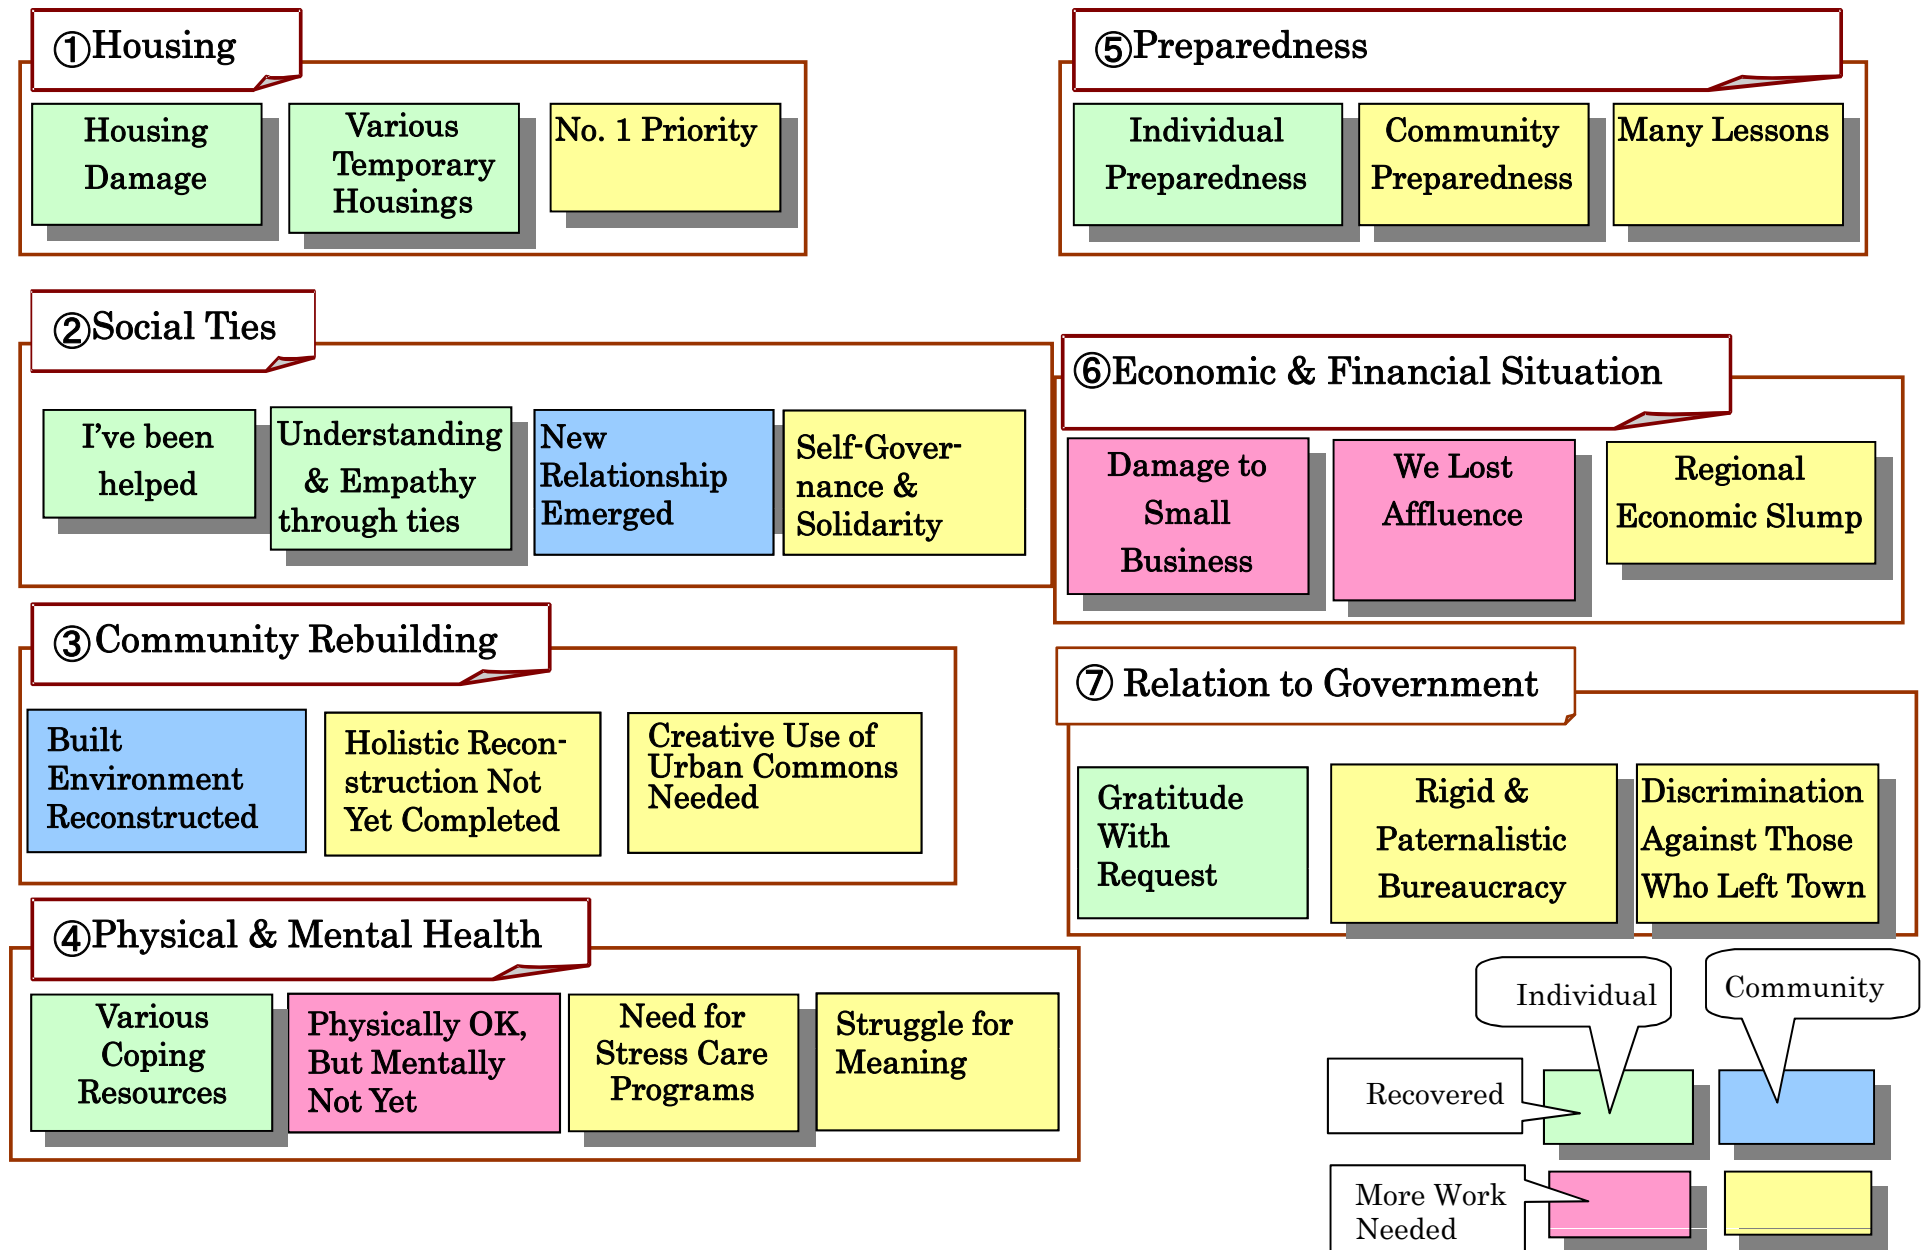 ①Housing
Housing
Damage
Various
Temporary
Housings
No. 1 Priority
②Social Ties
I've been
helped
Understanding
& Empathy
through ties
New
Relationship
Emerged
Self-Gover-
nance &
Solidarity
③Community Rebuilding
Built
Environment
Reconstructed
Holistic Recon-
struction Not
Yet Completed
Creative Use of
Urban Commons
Needed
④Physical & Mental Health
Various
Coping
Resources
Physically OK,
But Mentally
Not Yet
Need for
Stress Care
Programs
Struggle for
Meaning
⑤Preparedness
Individual
Preparedness
Community
Preparedness
Many Lessons
⑥Economic & Financial Situation
Damage to
Small
Business
We Lost
Affluence
Regional
Economic Slump
⑦ Relation to Government
Gratitude
With
Request
Rigid &
Paternalistic
Bureaucracy
Discrimination
Against Those
Who Left Town
Individual
Community
Recovered
More Work
Needed